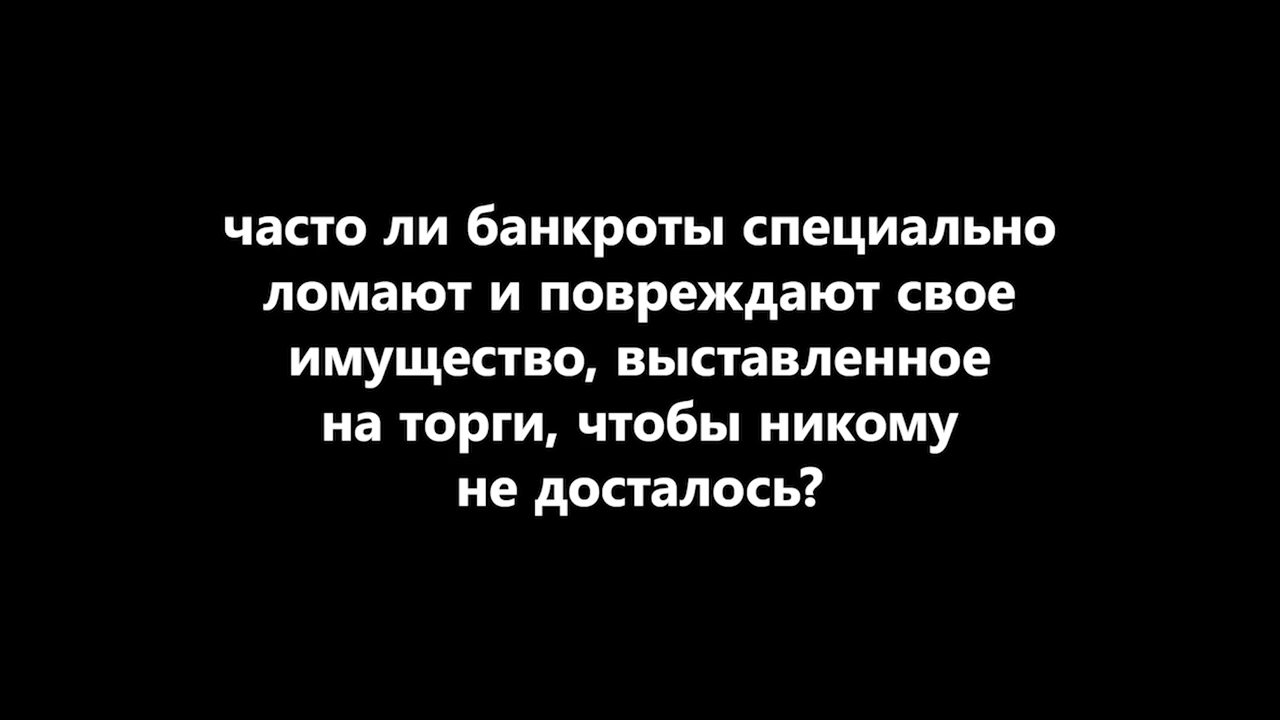 часто ли банкроты специально
ломают и повреждают свое
имущество, выставленное
на торги, чтобы никому
не досталось?